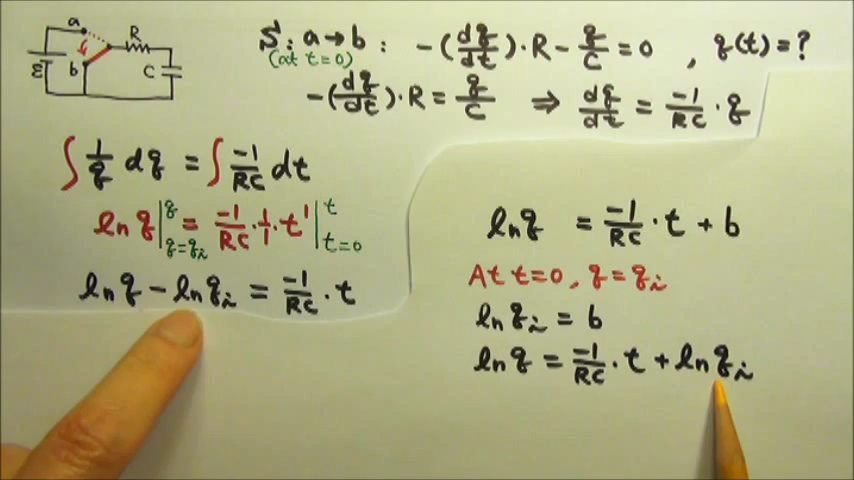 a
R
ε
b
C
S: a → b : -(dq/dt)·R - q/C = 0 , q(t) = ?
(at t=0)
-(dq/dt)·R = q/C ⇒ dq/dt = -1/RC · q
∫ 1/q dq = ∫ -1/RC dt
ln q |q q=qi = -1/RC · 1/1 · t' |t t=0
ln q - ln qi = -1/RC · t
ln q = -1/RC · t + b
At t=0, q = qi
ln qi = b
ln q = -1/RC · t + ln qi